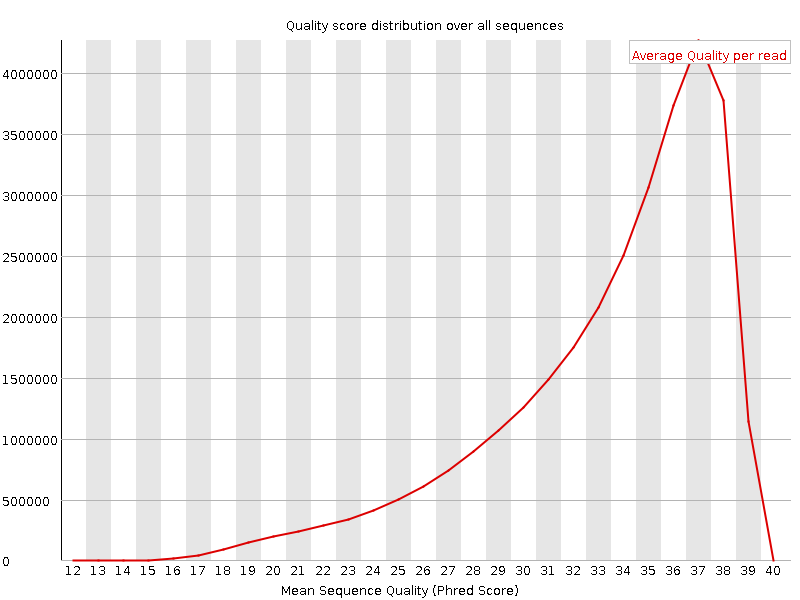 Quality score distribution over all sequences
Average Quality per read
4000000
3500000
3000000
2500000
2000000
1500000
1000000
500000
0
12 13 14 15 16 17 18 19 20 21 22 23 24 25 26 27 28 29 30 31 32 33 34 35 36 37 38 39 40
Mean Sequence Quality (Phred Score)